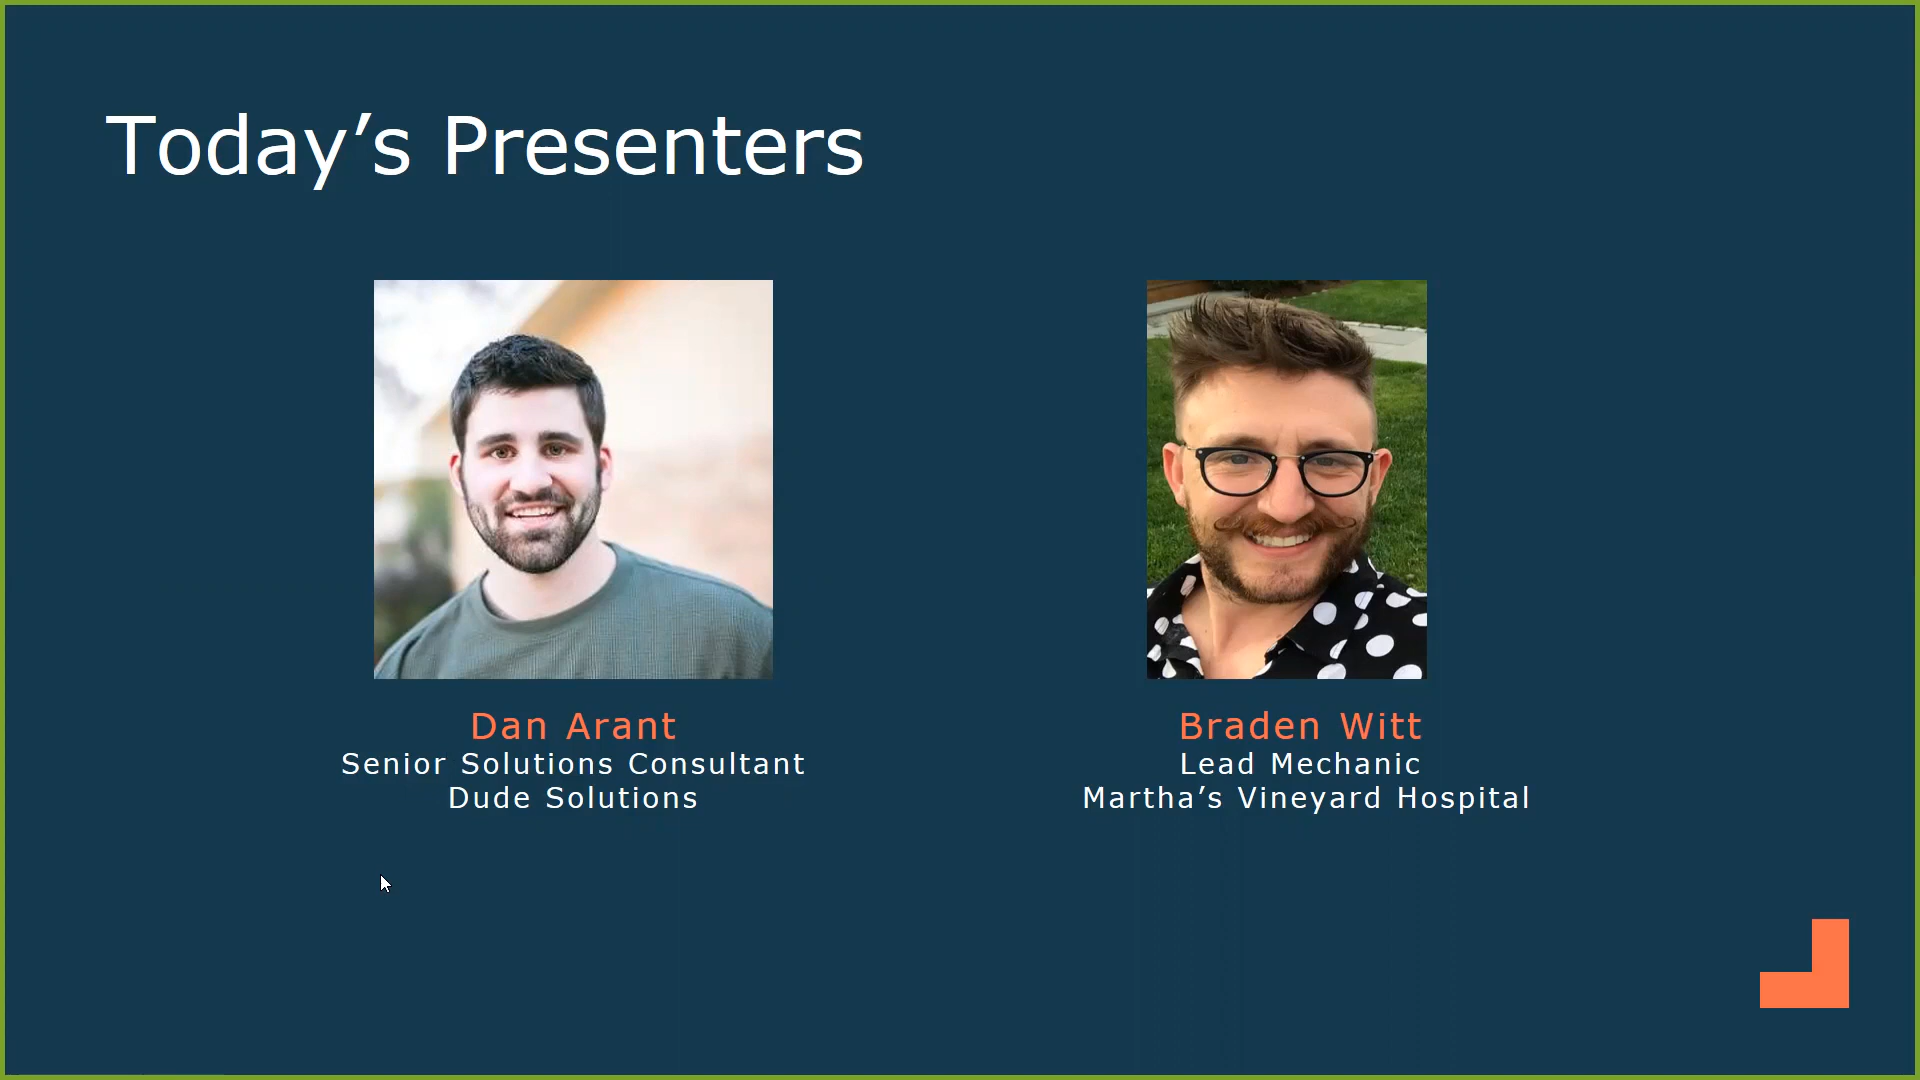 Today’s Presenters
Dan Arant
Senior Solutions Consultant
Dude Solutions
Braden Witt
Lead Mechanic
Martha’s Vineyard Hospital